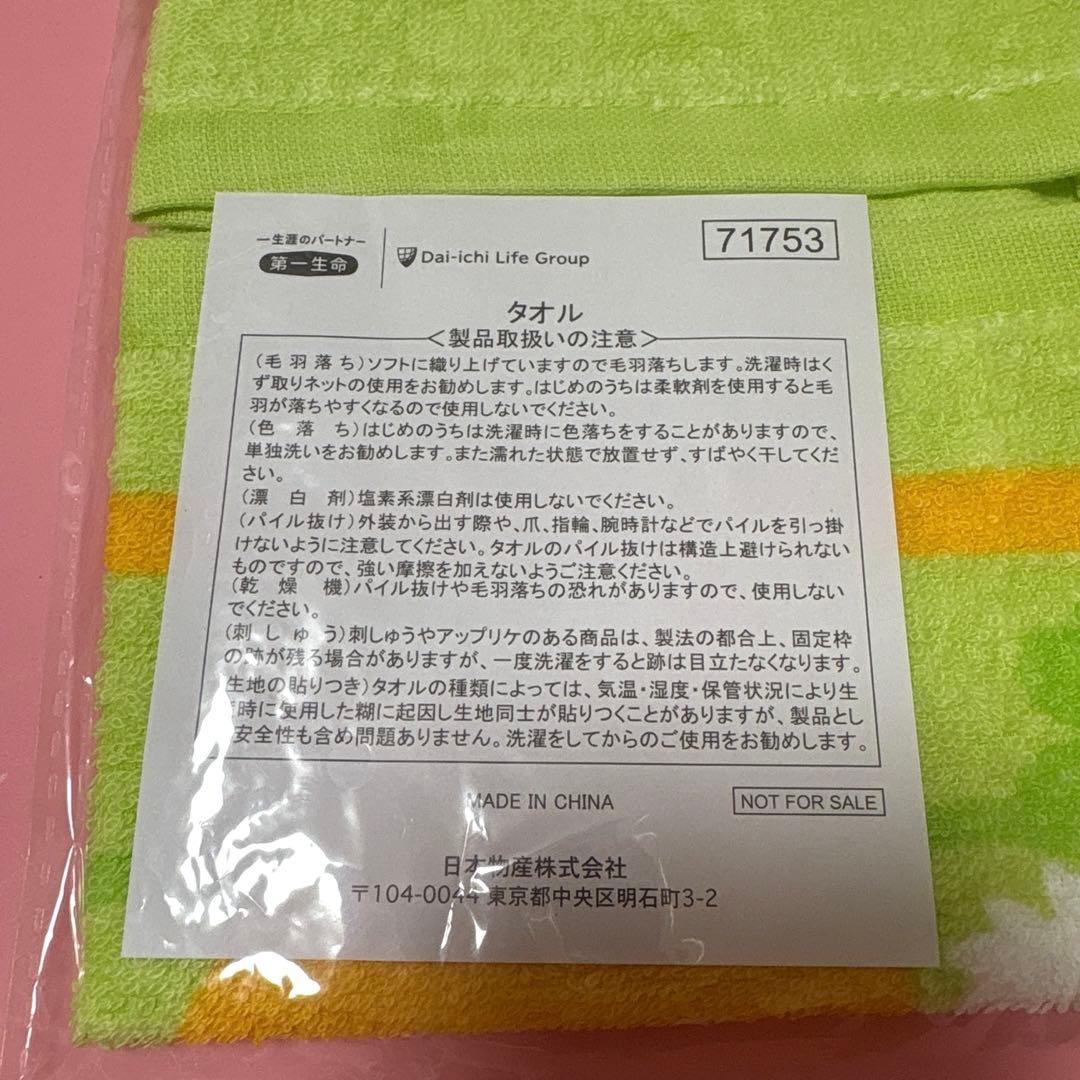 一生涯のパートナー
第一生命
Dai-ichi Life Group
71753
タオル
＜製品取扱いの注意＞
(毛羽落ち)ソフトに織り上げていますので毛羽落ちします。洗濯時はく
ず取りネットの使用をお勧めします。はじめのうちは柔軟剤を使用すると毛
羽が落ちやすくなるので使用しないでください。
(色落ち)はじめのうちは洗濯時に色落ちをすることがありますので、
単独洗いをお勧めします。また濡れた状態で放置せず、すばやく干してくだ
さい。
(漂白剤)塩素系漂白剤は使用しないでください。
(パイル抜け)外装から出す際や、爪、指輪、腕時計などでパイルを引っ掛
けないように注意してください。タオルのパイル抜けは構造上避けられない
ものですので、強い摩擦を加えないようご注意ください。
(乾燥機)パイル抜けや毛羽落ちの恐れがありますので、使用しない
でください。
(刺しゅう)刺しゅうやアップリケのある商品は、製法の都合上、固定枠
の跡が残る場合がありますが、一度洗濯をすると跡は目立たなくなります。
生地の貼りつき)タオルの種類によっては、気温・湿度・保管状況により生
時に使用した糊に起因し生地同士が貼りつくことがありますが、製品とし
安全性も含め問題ありません。洗濯をしてからのご使用をお勧めします。
MADE IN CHINA
NOT FOR SALE
日本物産株式会社
〒104-0044 東京都中央区明石町3-2